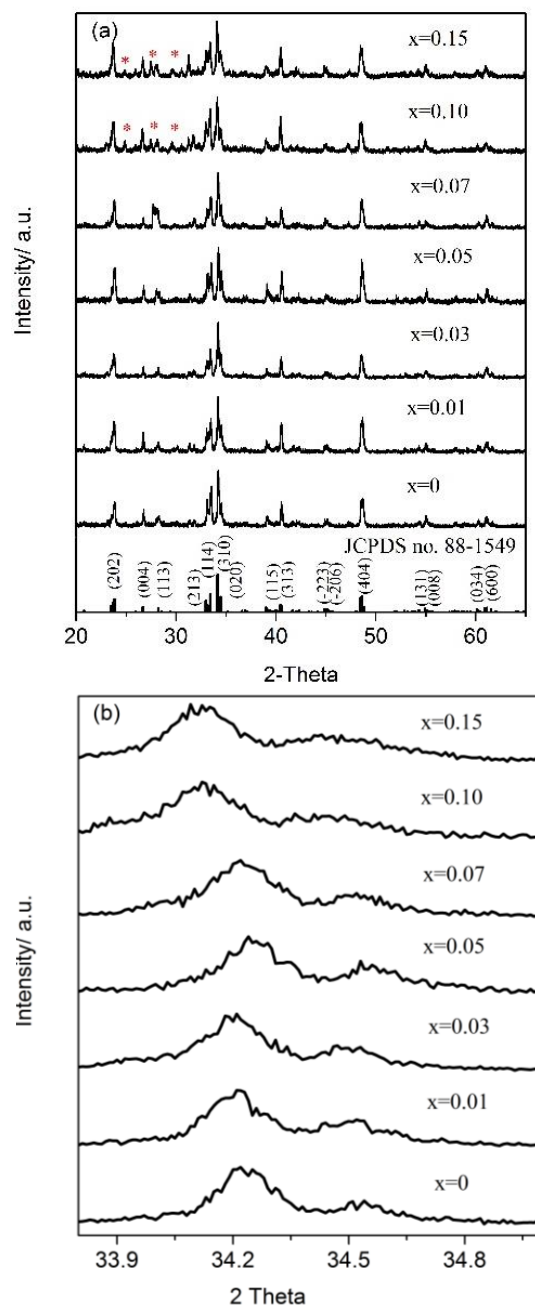 (a)
x=0.15
* * *
x=0.10
* * *
x=0.07
x=0.05
x=0.03
x=0.01
x=0
JCPDS no. 88-1549
(202)
(004)
(113)
(213)
(114)
(310)
(020)
(115)
(313)
(-223)
(-206)
(404)
(131)
(008)
(034)
(600)
20 30 40 50 60
2-Theta
Intensity/ a.u.
(b)
x=0.15
x=0.10
x=0.07
x=0.05
x=0.03
x=0.01
x=0
33.9 34.2 34.5 34.8
2 Theta
Intensity/ a.u.